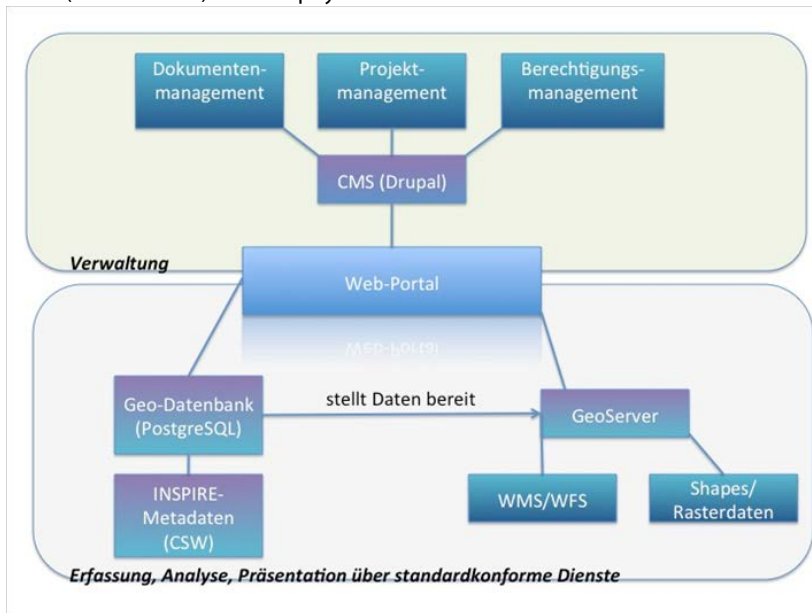 Dokumenten-
management
Projekt-
management
Berechtigungs-
management
CMS (Drupal)
Verwaltung
Web-Portal
Geo-Datenbank
(PostgreSQL)
stellt Daten bereit
GeoServer
INSPIRE-
Metadaten
(CSW)
WMS/WFS
Shapes/
Rasterdaten
Erfassung, Analyse, Präsentation über standardkonforme Dienste